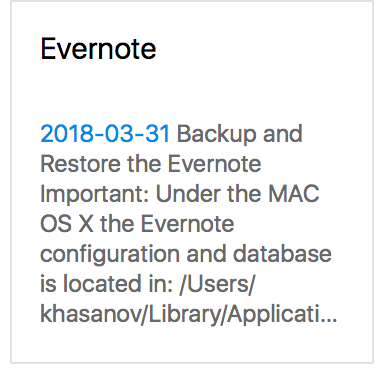 Evernote
2018-03-31 Backup and
Restore the Evernote
Important: Under the MAC
OS X the Evernote
configuration and database
is located in: /Users/
khasanov/Library/Applicati...